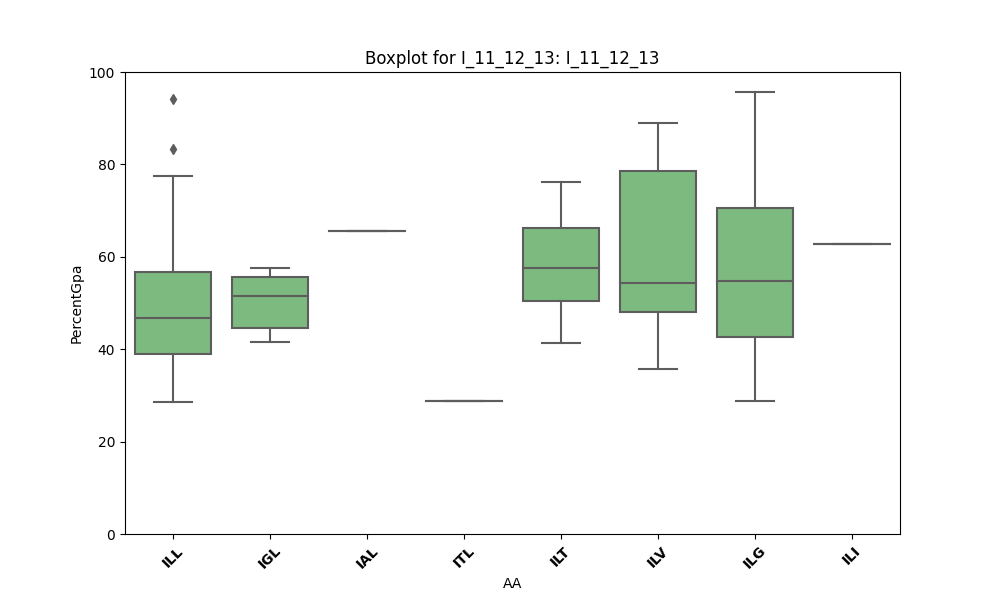 Boxplot for I_11_12_13: I_11_12_13
PercentGpa
100
80
60
40
20
0
ILL IGL IAL ITL ILT ILV ILG ILI
AA